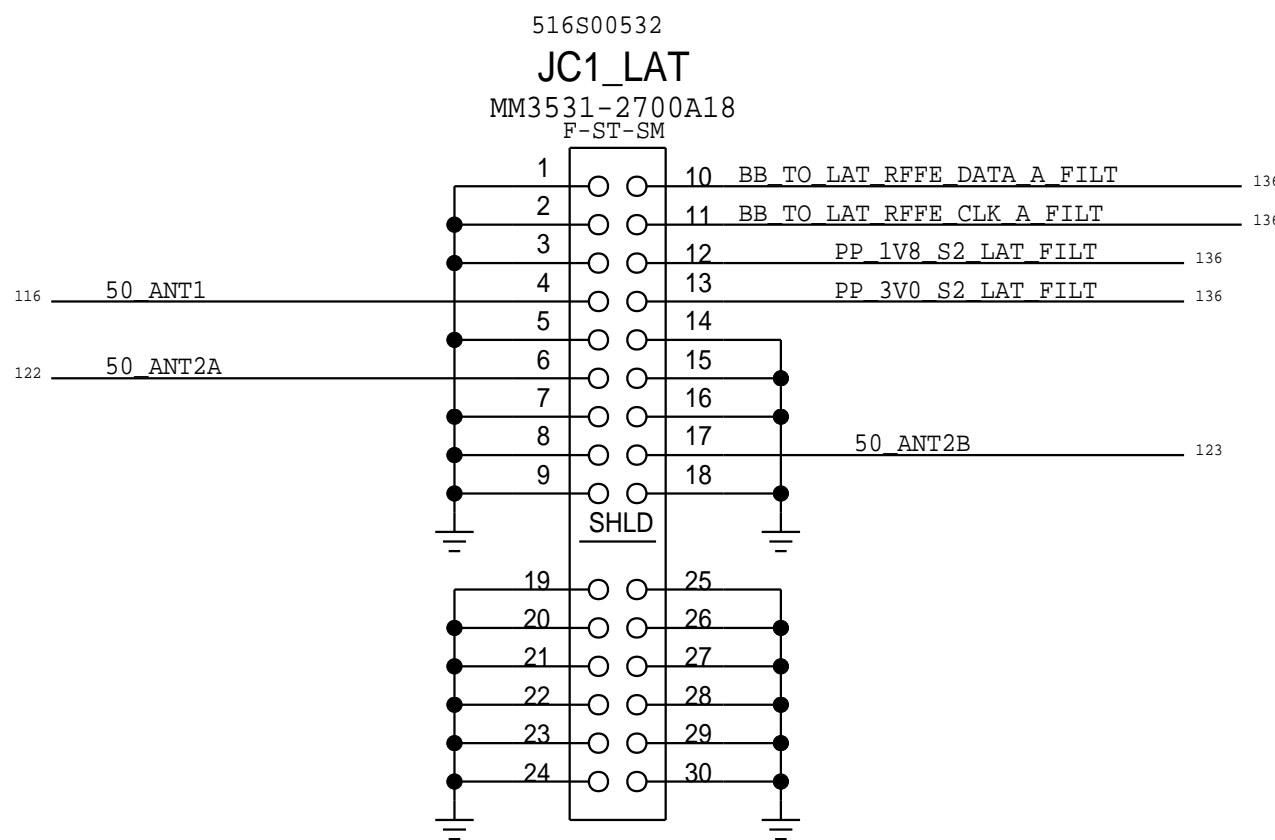 516S00532
JC1_LAT
MM3531-2700A18
F-ST-SM
1 10 BB_TO_LAT_RFFE_DATA_A_FILT 136
2 11 BB_TO_LAT_RFFE_CLK_A_FILT 136
3 12 PP_1V8_S2_LAT_FILT 136
116 50_ANT1 4 13 PP_3V0_S2_LAT_FILT 136
5 14
122 50_ANT2A 6 15
7 16
8 17 50_ANT2B 123
9 18
SHLD
19 25
20 26
21 27
22 28
23 29
24 30